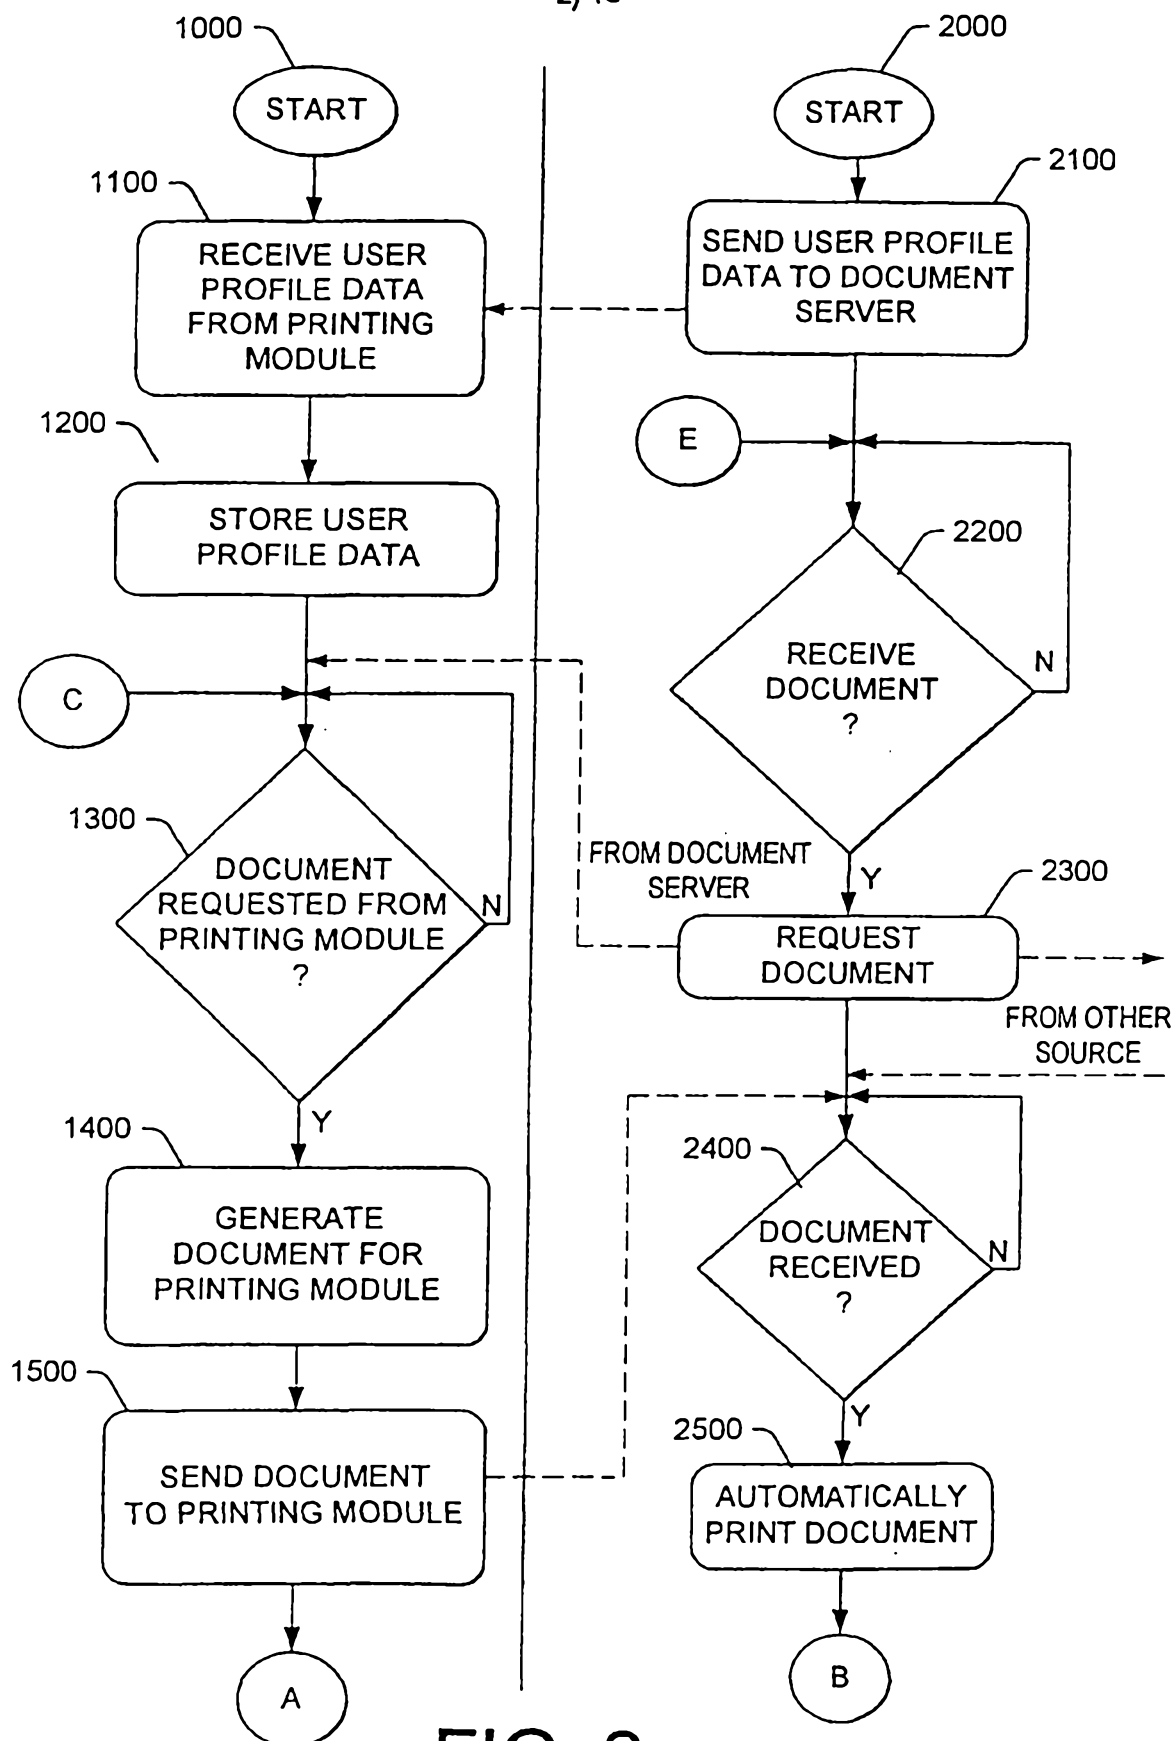 1000
START
1100
RECEIVE USER
PROFILE DATA
FROM PRINTING
MODULE
1200
STORE USER
PROFILE DATA
C
1300
DOCUMENT
REQUESTED FROM
PRINTING MODULE
?
N
Y
1400
GENERATE
DOCUMENT FOR
PRINTING MODULE
1500
SEND DOCUMENT
TO PRINTING MODULE
A
2000
START
2100
SEND USER PROFILE
DATA TO DOCUMENT
SERVER
E
2200
RECEIVE
DOCUMENT
?
N
Y
FROM DOCUMENT
SERVER
2300
REQUEST
DOCUMENT
FROM OTHER
SOURCE
2400
DOCUMENT
RECEIVED
?
N
Y
2500
AUTOMATICALLY
PRINT DOCUMENT
B